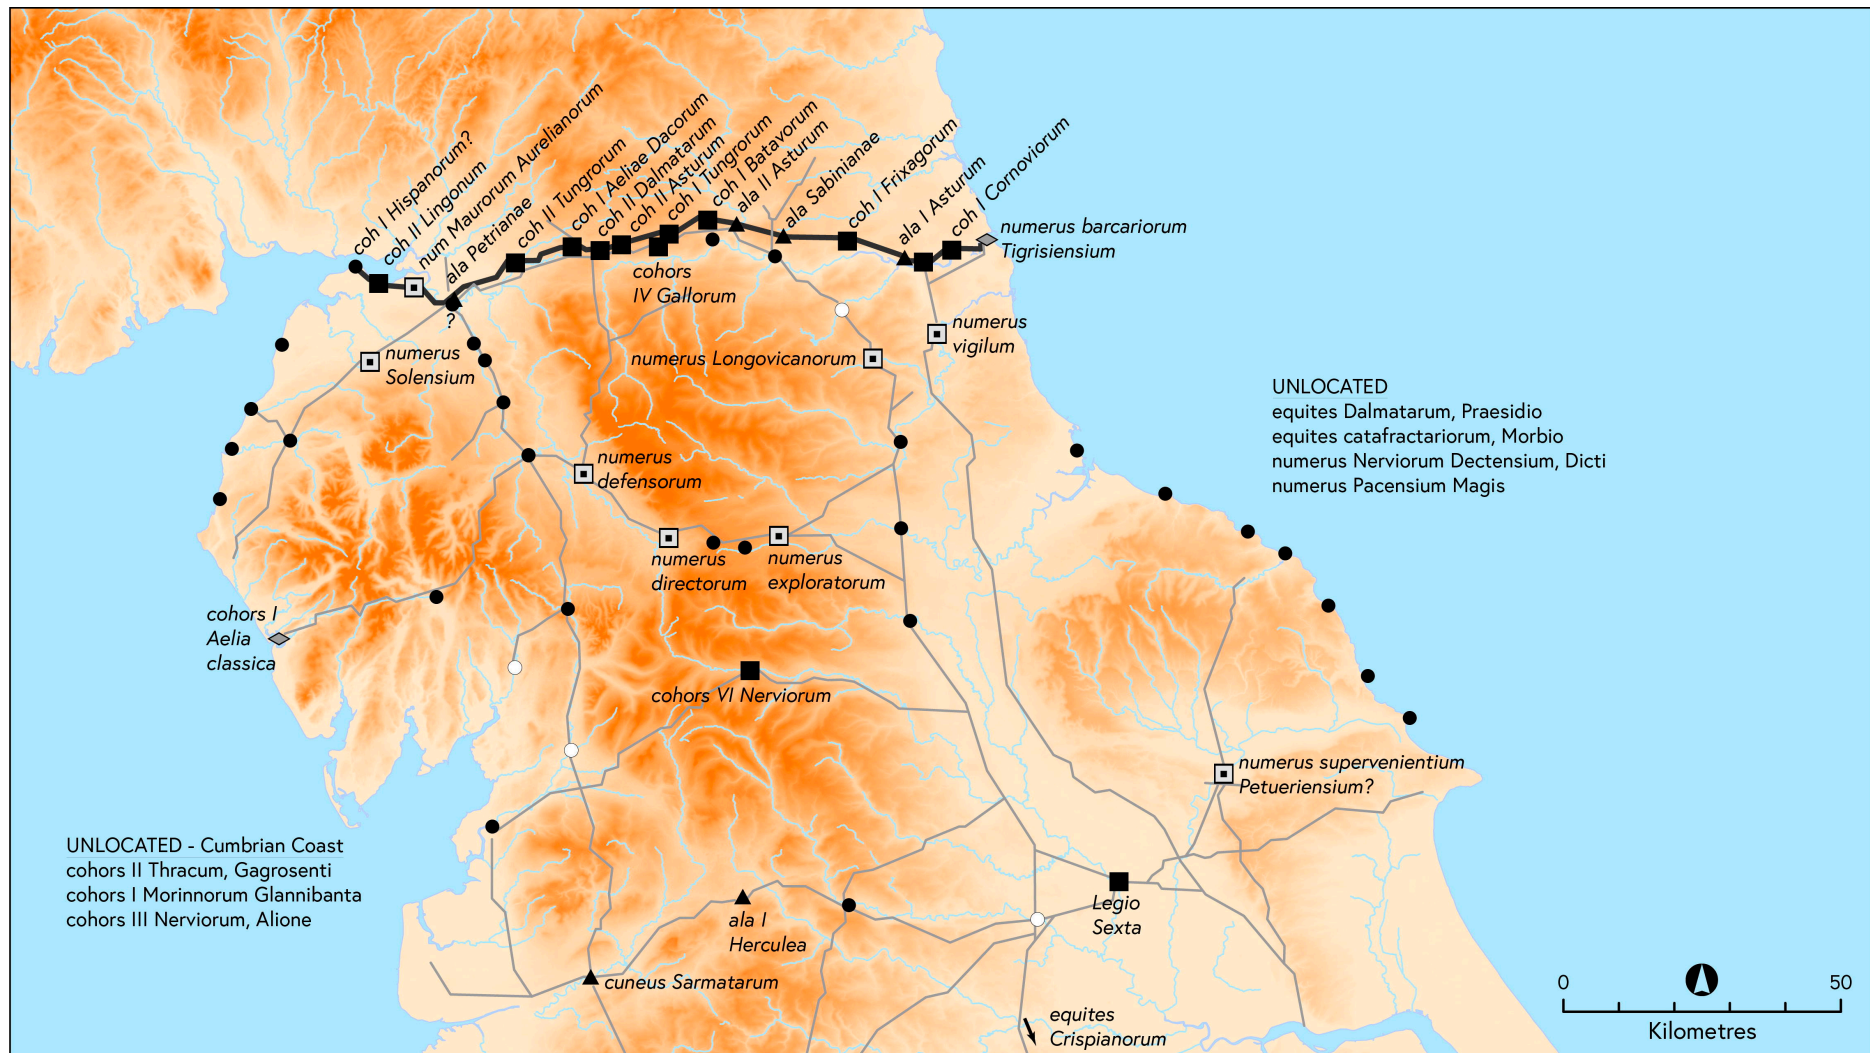 coh I Hispanorum?
coh II Lingonum
num Maurorum Aurelianorum
ala Petrianae
coh II Tungrorum
coh I Aeliae Dacorum
coh II Dalmatarum
coh II Asturum
coh I Tungrorum
coh I Batavorum
ala II Asturum
ala Sabinianae
coh I Frixagorum
ala I Asturum
coh I Cornoviorum
numerus barcariorum
Tigrisiensium
cohors
IV Gallorum
?
numerus
Solensium
numerus
vigilum
numerus Longovicanorum
UNLOCATED
equites Dalmatarum, Praesidio
equites catafractariorum, Morbio
numerus Nerviorum Dectensium, Dicti
numerus Pacensium Magis
numerus
defensorum
numerus
directorum
numerus
exploratorum
cohors I
Aelia
classica
cohors VI Nerviorum
numerus supervenientium
Petueriensium?
UNLOCATED - Cumbrian Coast
cohors II Thracum, Gagrosenti
cohors I Morinnorum Glannibanta
cohors III Nerviorum, Alione
Legio
Sexta
ala I
Herculea
cuneus Sarmatarum
equites
Crispianorum
0 50
Kilometres